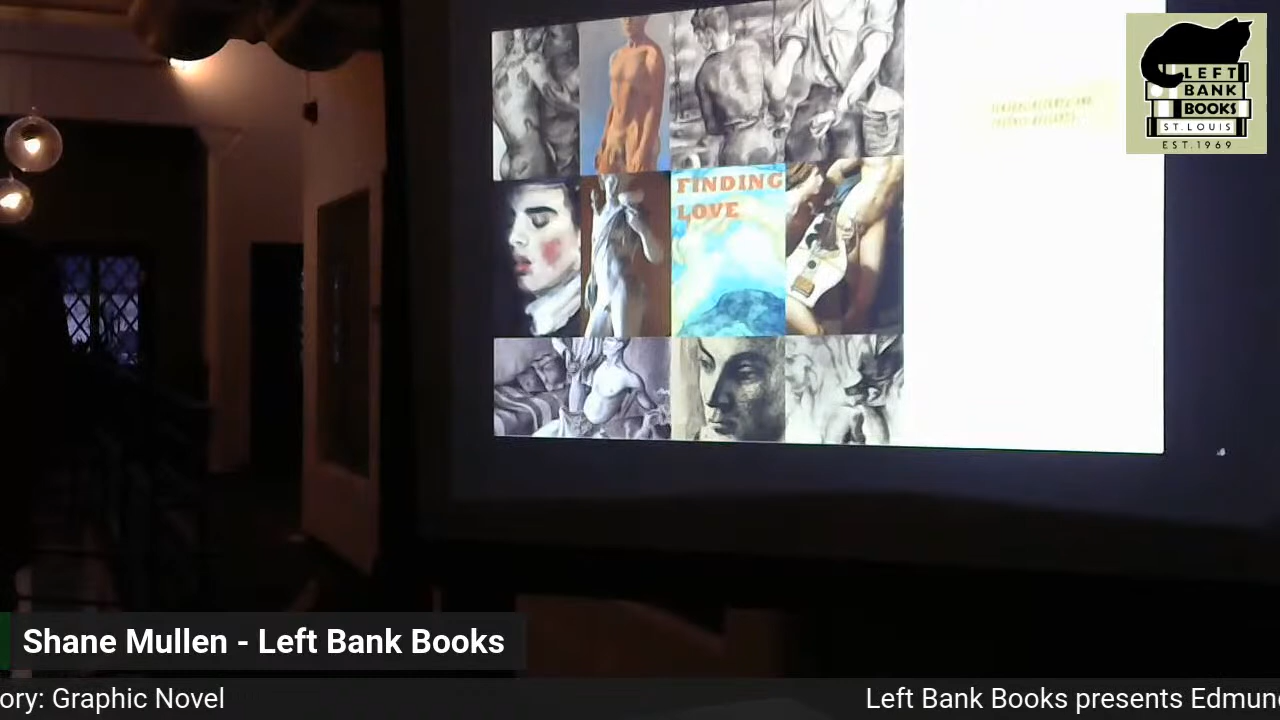 FINDING
LOVE
LEFT
BANK
BOOKS
ST. LOUIS
EST. 1969
Shane Mullen - Left Bank Books
ory: Graphic Novel
Left Bank Books presents Edmun